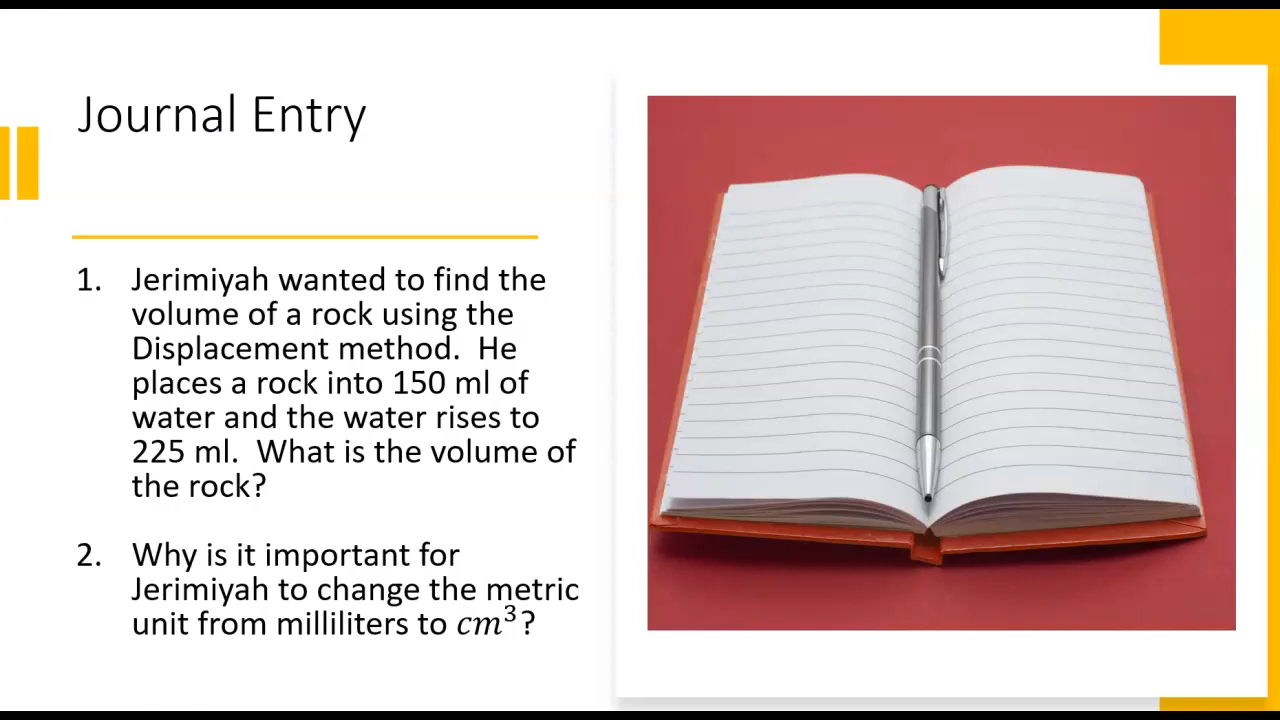 Journal Entry
1. Jerimiyah wanted to find the
volume of a rock using the
Displacement method.  He
places a rock into 150 ml of
water and the water rises to
225 ml.  What is the volume of
the rock?
2. Why is it important for
Jerimiyah to change the metric
unit from milliliters to cm³?